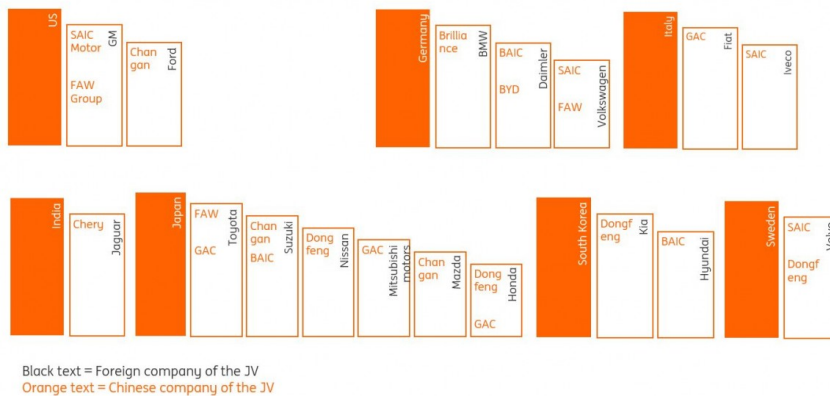 US
SAIC
Motor
FAW
Group
GM
Chan
gan
Ford
Germany
Brillia
nce
BMW
BAIC
BYD
Daimler
SAIC
FAW
Volkswagen
Italy
GAC
Fiat
SAIC
Iveco
India
Chery
Jaguar
Japan
FAW
GAC
Toyota
Chan
gan
BAIC
Suzuki
Dong
feng
Nissan
GAC
Mitsubishi
motors
Chan
gan
Mazda
Dong
feng
GAC
Honda
South Korea
Dongf
eng
Kia
BAIC
Hyundai
Sweden
SAIC
Dongf
eng
Volvo
Black text = Foreign company of the JV
Orange text = Chinese company of the JV